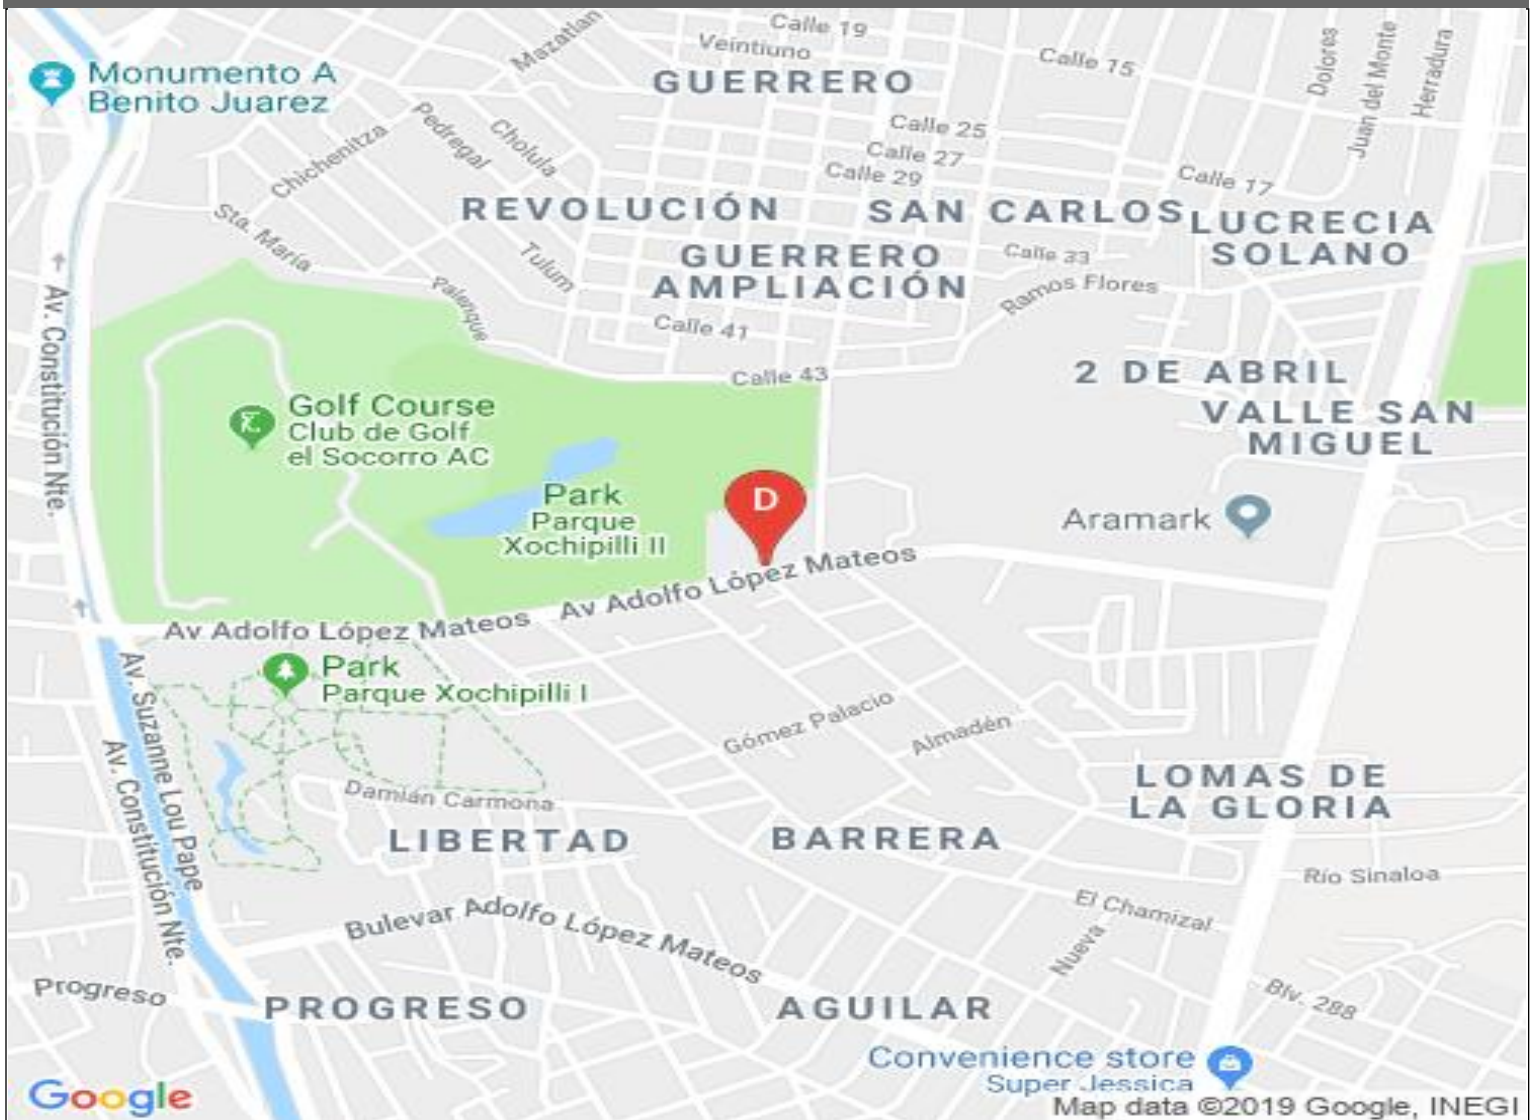 Calle 19
Mazatlan
Veintiuno
Calle 15
Dolores
Juan del Monte
Herradura
Monumento A
Benito Juarez
GUERRERO
Pedregal
Cholula
Calle 25
Chichenitza
Calle 27
Calle 29
Calle 17
Sta. María
REVOLUCIÓN
SAN CARLOS
LUCRECIA
SOLANO
Tulum
GUERRERO
AMPLIACIÓN
Calle 33
Ramos Flores
Palenque
Calle 41
Av. Constitución Nte.
Calle 43
2 DE ABRIL
VALLE SAN
MIGUEL
Golf Course
Club de Golf
el Socorro AC
Park
Parque
Xochipilli II
D
Aramark
Av Adolfo López Mateos
Av Adolfo López Mateos
Park
Parque Xochipilli I
Av. Suzanne Lou Pape
Av. Constitución Nte.
Gómez Palacio
Almadén
Damián Carmona
LOMAS DE
LA GLORIA
LIBERTAD
BARRERA
Río Sinaloa
El Chamizal
Bulevar Adolfo López Mateos
Nueva
Progreso
PROGRESO
AGUILAR
Blv. 288
Convenience store
Super Jessica
Google
Map data ©2019 Google, INEGI